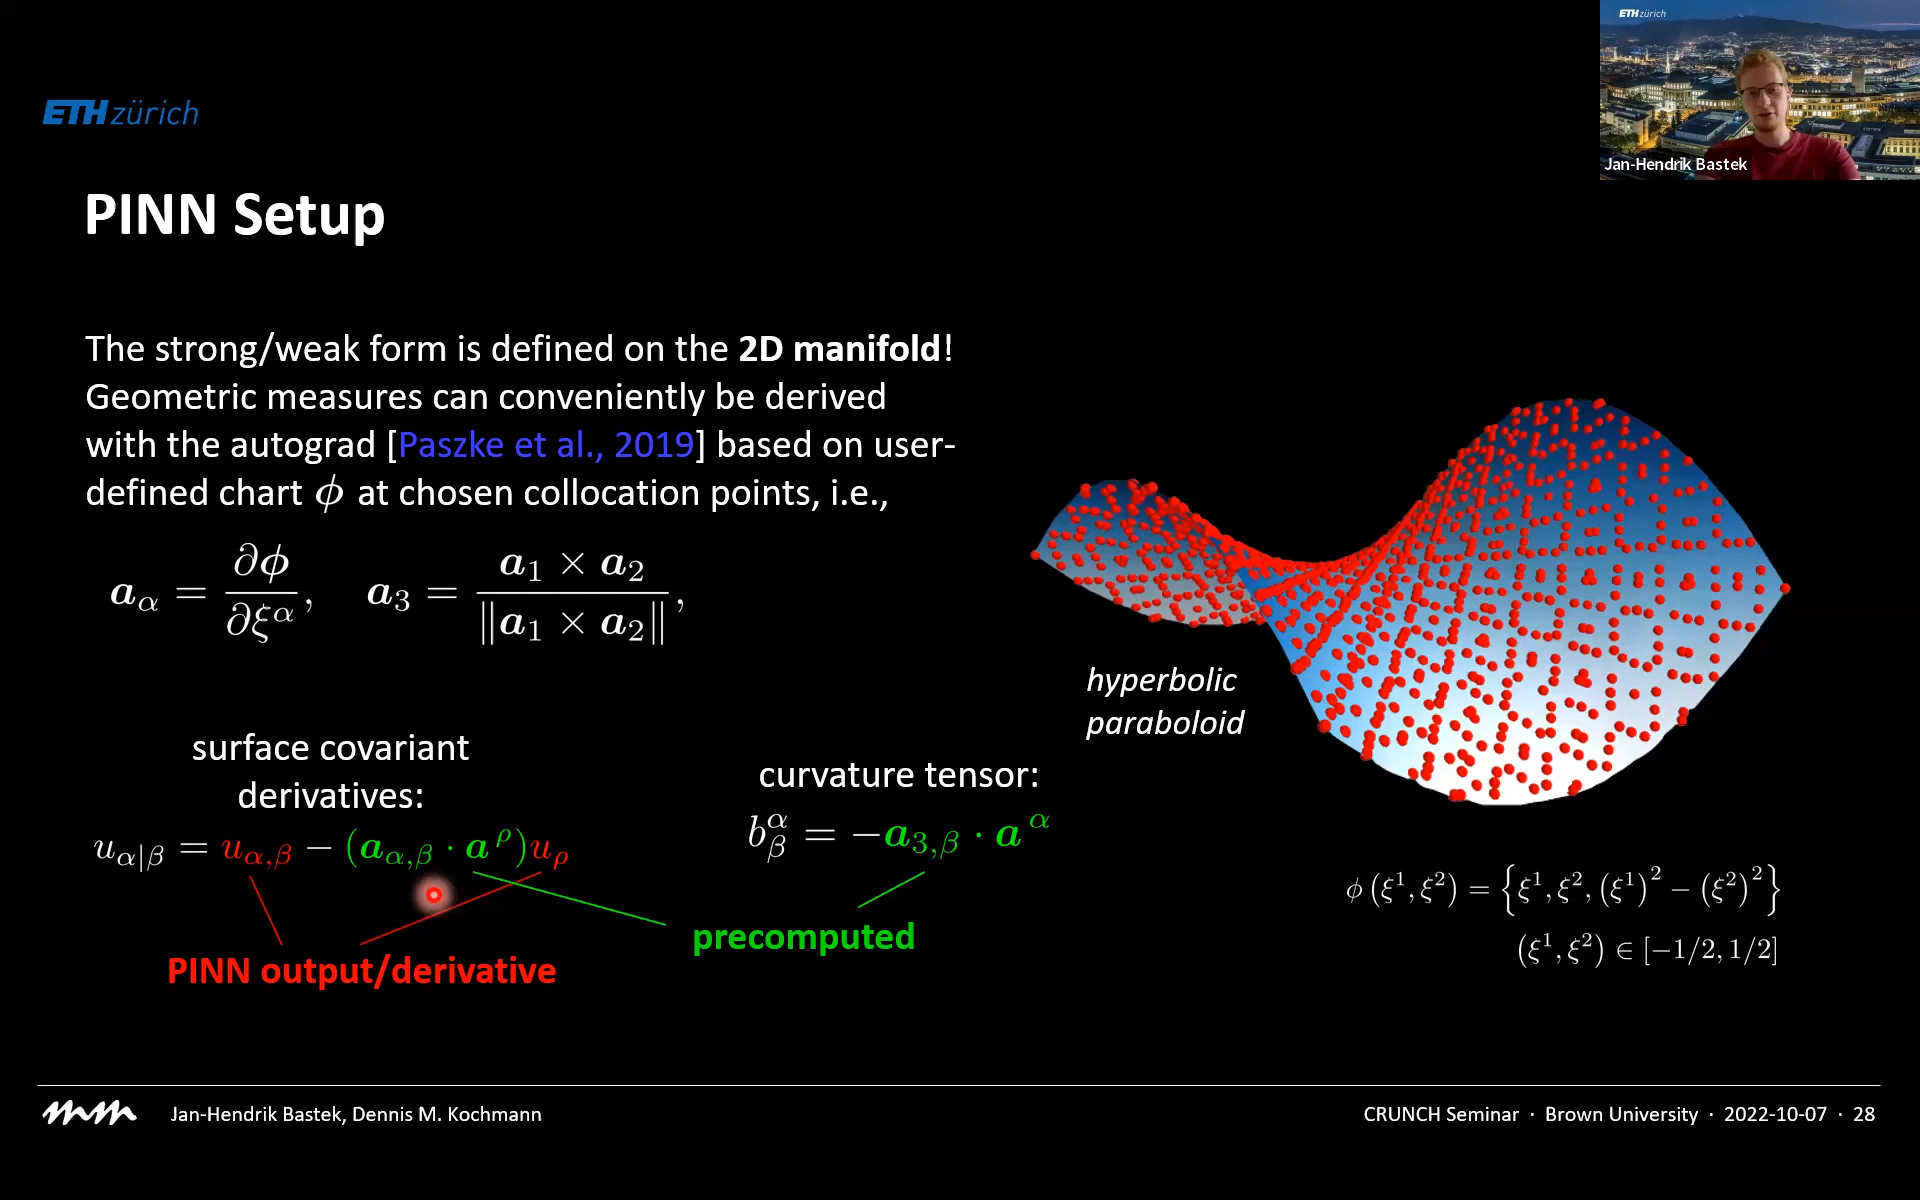 ETH zürich
Jan-Hendrik Bastek
ETH zürich
PINN Setup
The strong/weak form is defined on the 2D manifold!
Geometric measures can conveniently be derived
with the autograd [Paszke et al., 2019] based on user-
defined chart ϕ at chosen collocation points, i.e.,
a_α = ∂ϕ / ∂ξ^α, a_3 = a_1 × a_2 / ‖a_1 × a_2‖,
hyperbolic
paraboloid
surface covariant
derivatives:
u_{α|β} = u_{α,β} − (a_{α,β} · a^ρ)u_ρ
PINN output/derivative
curvature tensor:
b^α_β = −a_{3,β} · a^α
precomputed
ϕ (ξ^1, ξ^2) = {ξ^1, ξ^2, (ξ^1)^2 − (ξ^2)^2}
(ξ^1, ξ^2) ∈ [−1/2, 1/2]
Jan-Hendrik Bastek, Dennis M. Kochmann
CRUNCH Seminar · Brown University · 2022-10-07 · 28